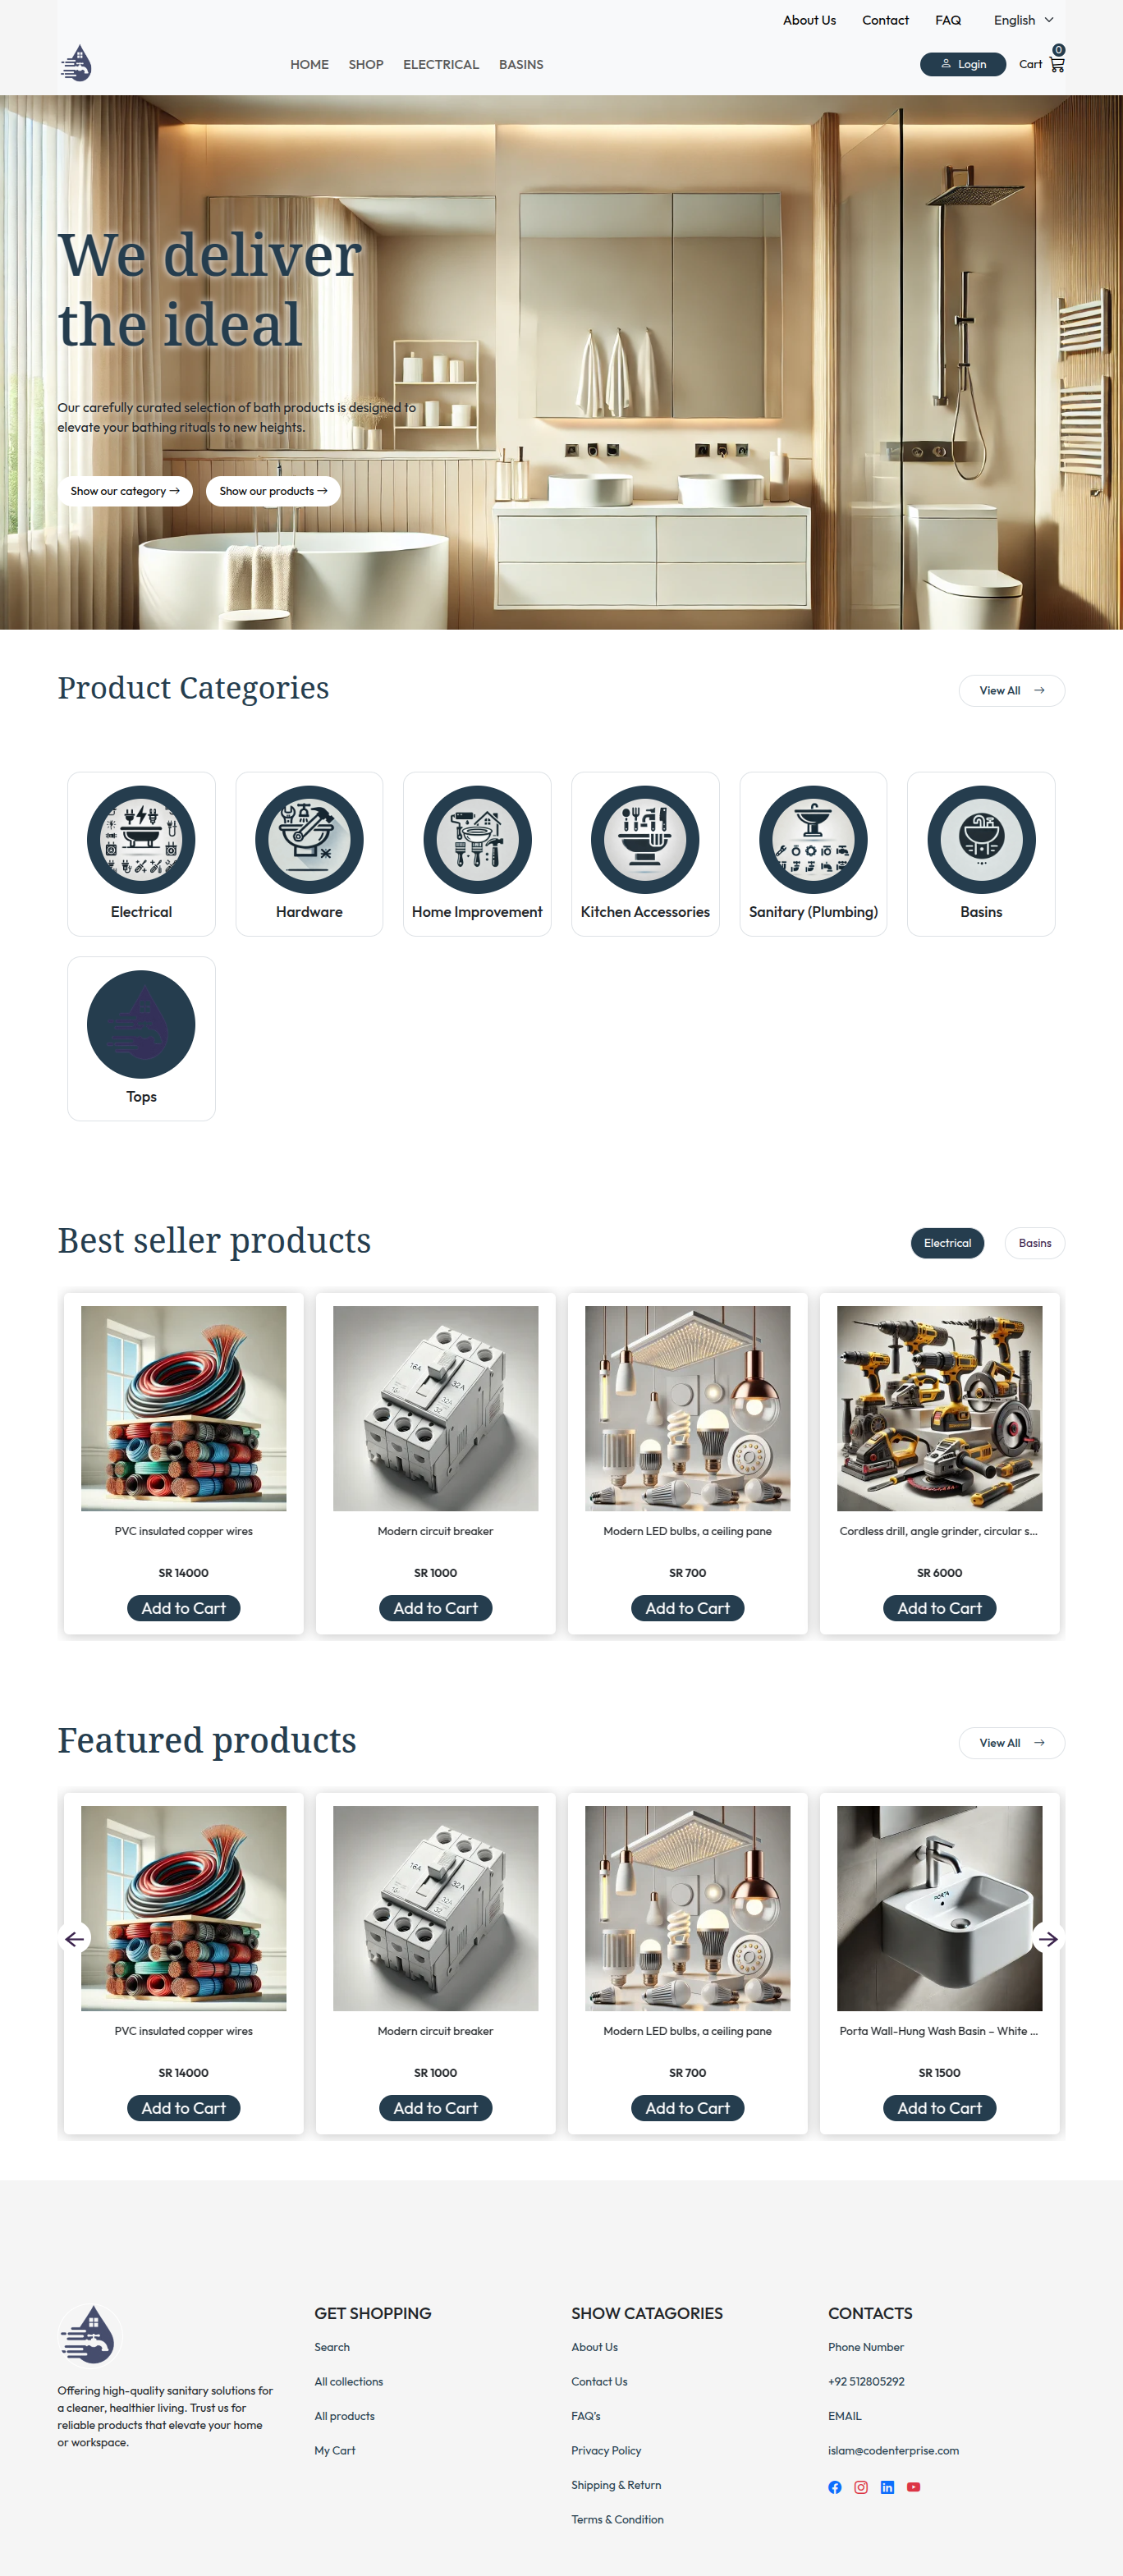 About Us Contact FAQ English
HOME SHOP ELECTRICAL BASINS Login Cart 0
We deliver
the ideal
Our carefully curated selection of bath products is designed to
elevate your bathing rituals to new heights.
Show our category → Show our products →
Product Categories View All →
Electrical Hardware Home Improvement Kitchen Accessories Sanitary (Plumbing) Basins
Tops
Best seller products Electrical Basins
16A 32A
PVC insulated copper wires Modern circuit breaker Modern LED bulbs, a ceiling pane Cordless drill, angle grinder, circular s...
SR 14000 SR 1000 SR 700 SR 6000
Add to Cart Add to Cart Add to Cart Add to Cart
Featured products View All →
16A 32A
PVC insulated copper wires Modern circuit breaker Modern LED bulbs, a ceiling pane Porta Wall-Hung Wash Basin – White ...
SR 14000 SR 1000 SR 700 SR 1500
Add to Cart Add to Cart Add to Cart Add to Cart
Offering high-quality sanitary solutions for
a cleaner, healthier living. Trust us for
reliable products that elevate your home
or workspace.
GET SHOPPING
Search
All collections
All products
My Cart
SHOW CATAGORIES
About Us
Contact Us
FAQ's
Privacy Policy
Shipping & Return
Terms & Condition
CONTACTS
Phone Number
+92 512805292
EMAIL
islam@codenterprise.com